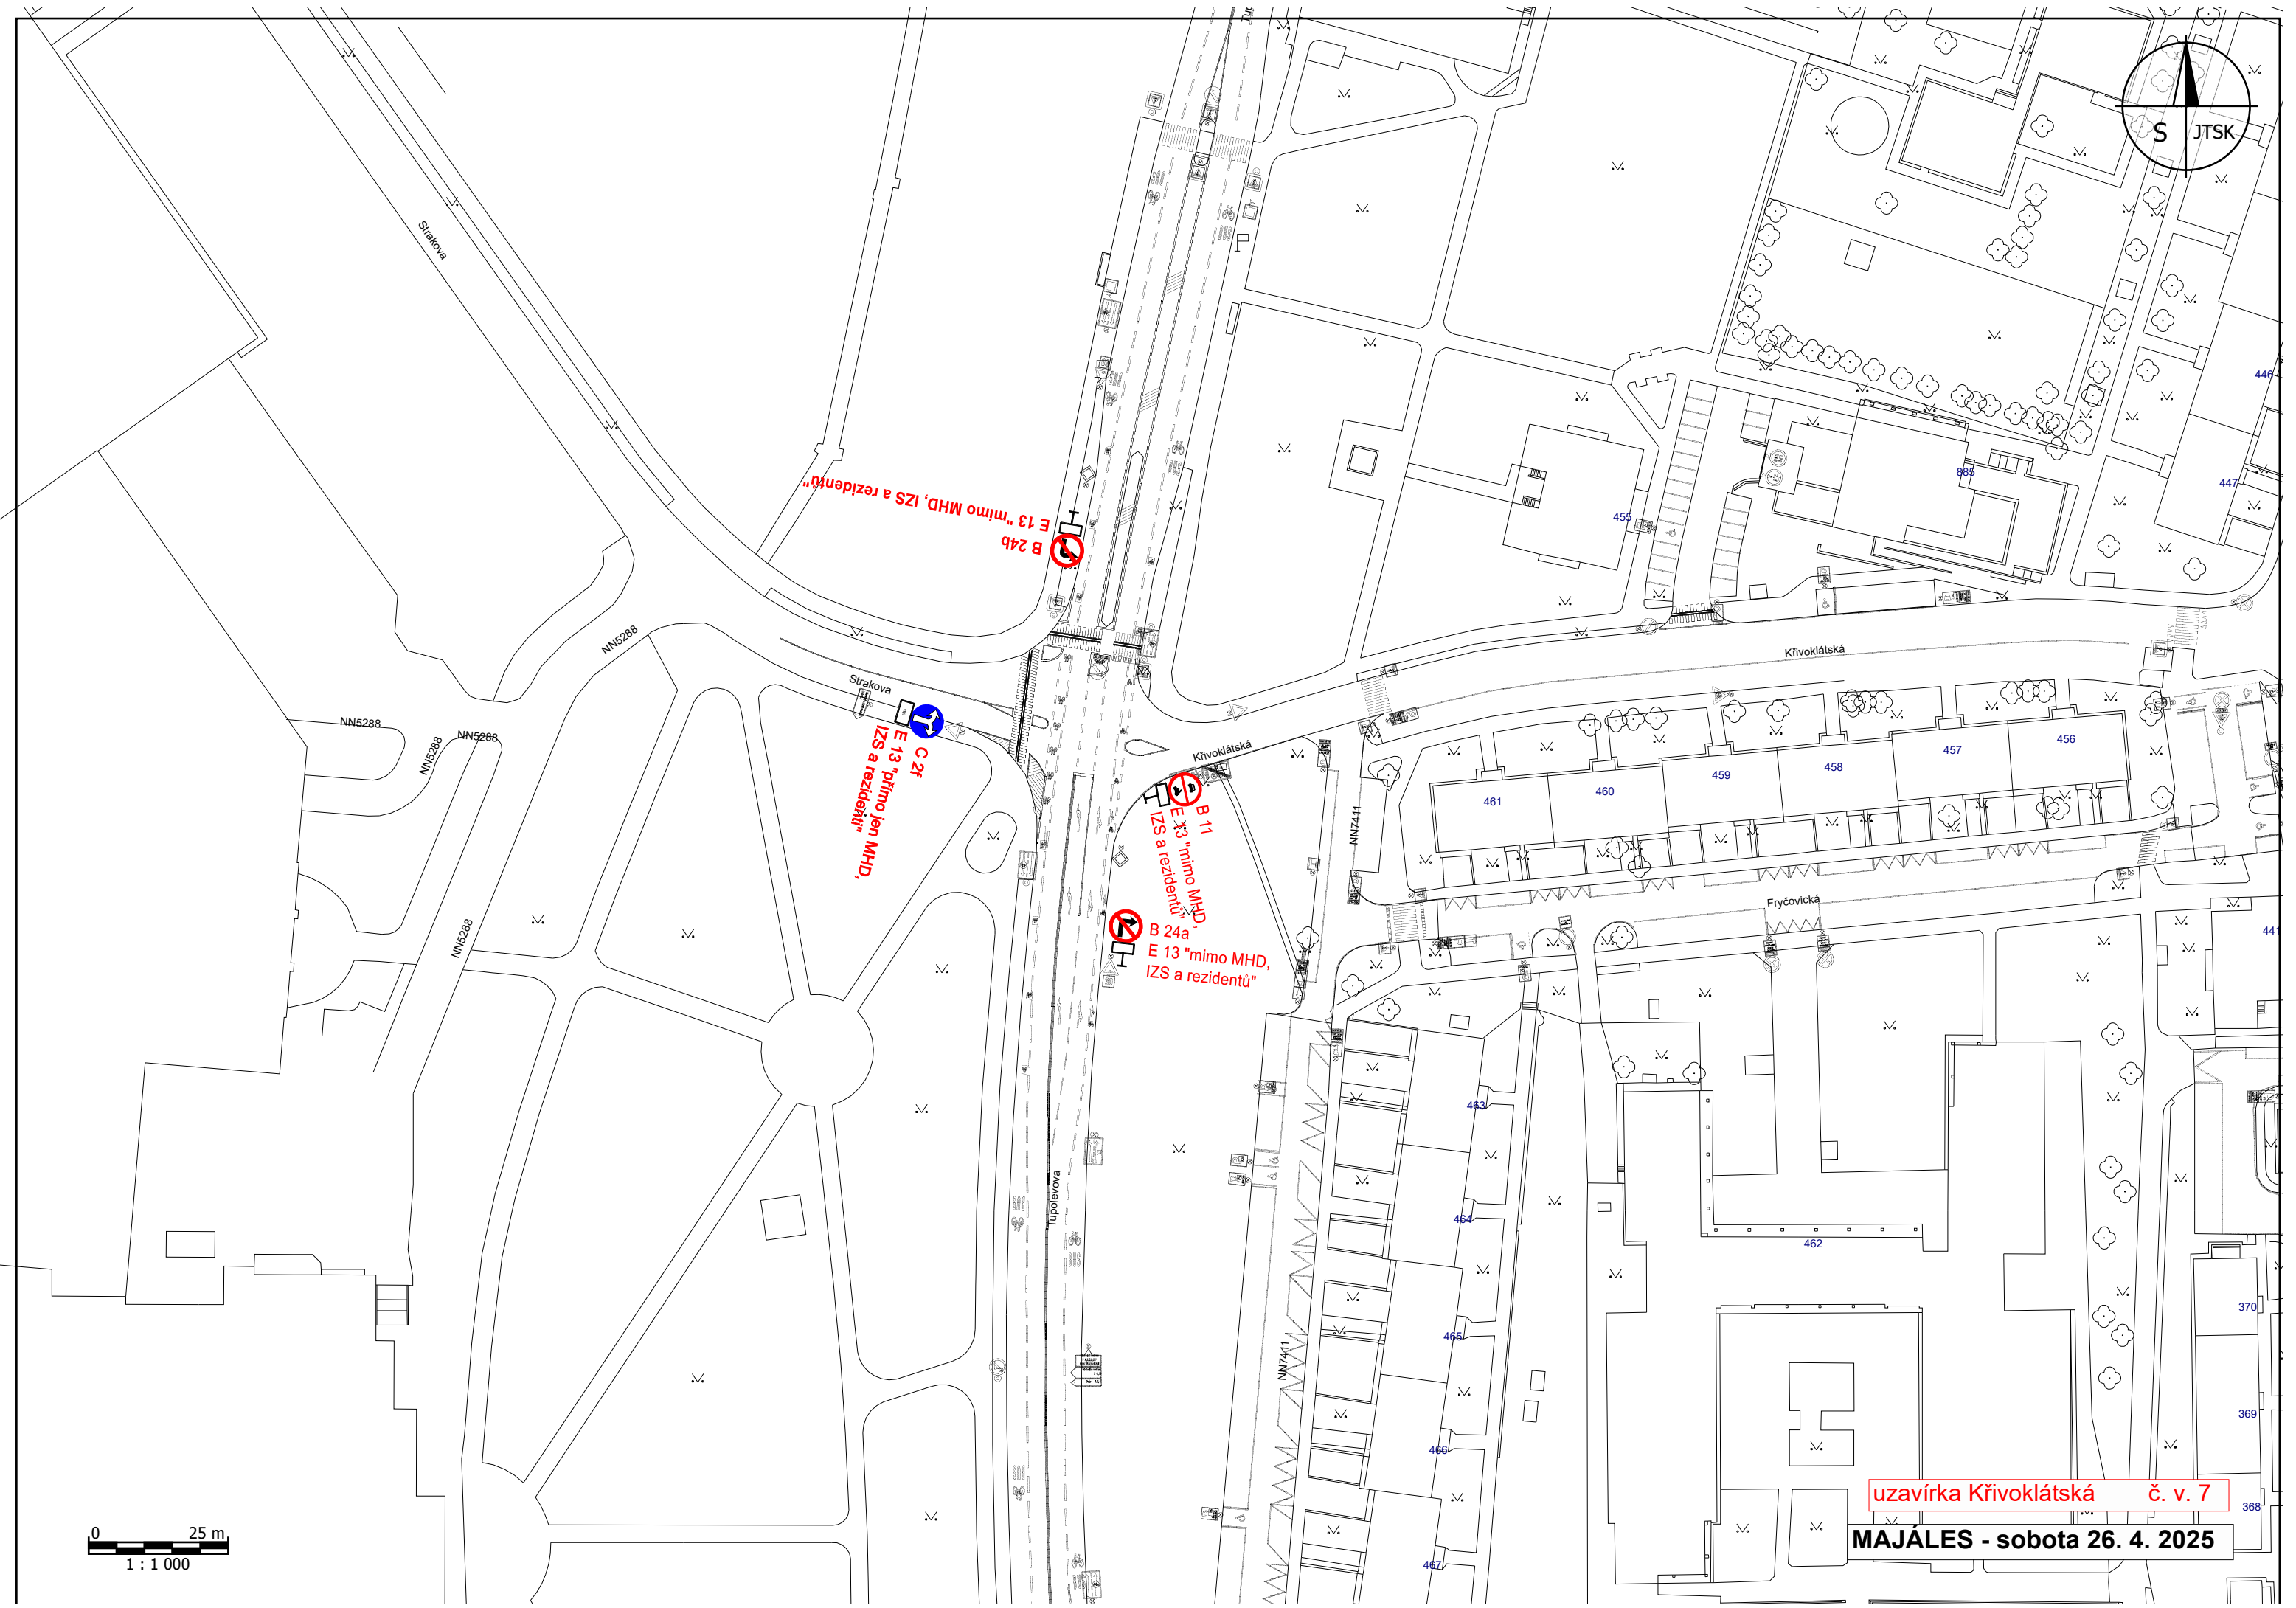 S JTSK
Strakova
E 13 "mimo MHD, IZS a rezidentů"
B 24b
446
447
885
455
NN5288
Křivoklátská
Strakova
NN5288
NN5288
NN5288
C 2f
E 13 "přímo jen MHD,
IZS a rezidenti"
Křivoklátská
456
457
458
459
460
461
B 11
E 13 "mimo MHD,
IZS a rezidentů"
NN7411
B 24a
E 13 "mimo MHD,
IZS a rezidentů"
Fryčovická
NN5288
441
463
Tupolevova
464
462
465
370
NN7411
369
466
uzavírka Křivoklátská č. v. 7
368
MAJÁLES - sobota 26. 4. 2025
467
0 25 m
1 : 1 000